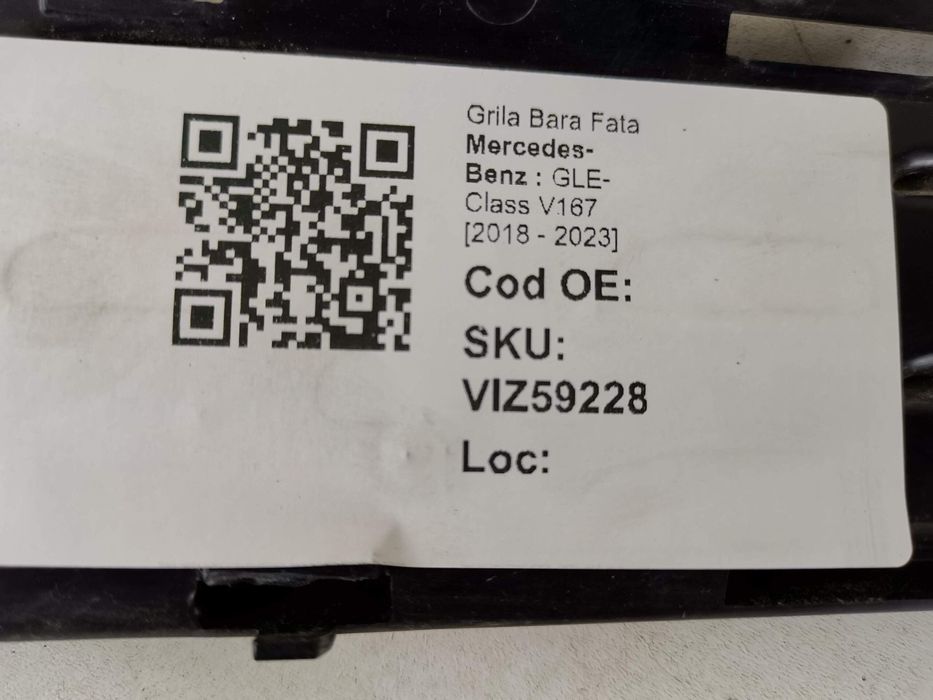 Grila Bara Fata
Mercedes-
Benz : GLE-
Class V167
[2018 - 2023]
Cod OE:
SKU:
VIZ59228
Loc: